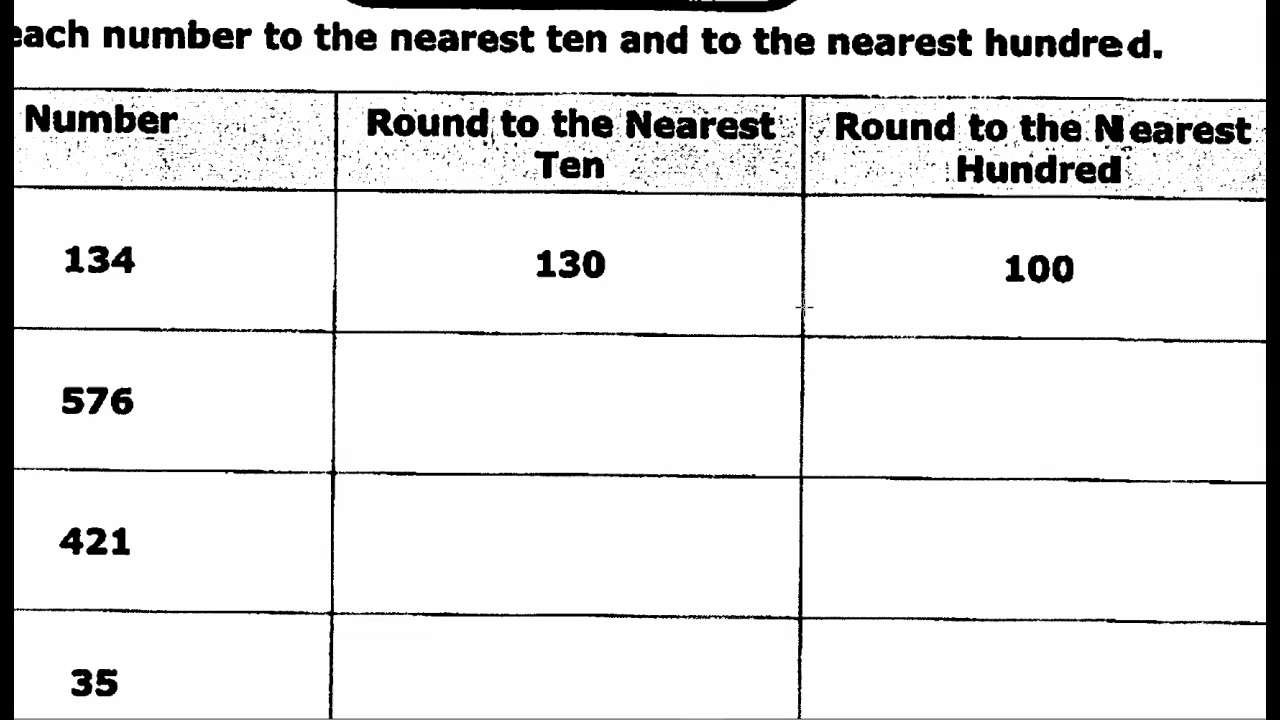 each number to the nearest ten and to the nearest hundred.
Number
Round to the Nearest
Ten
Round to the Nearest
Hundred
134
130
100
576
421
35